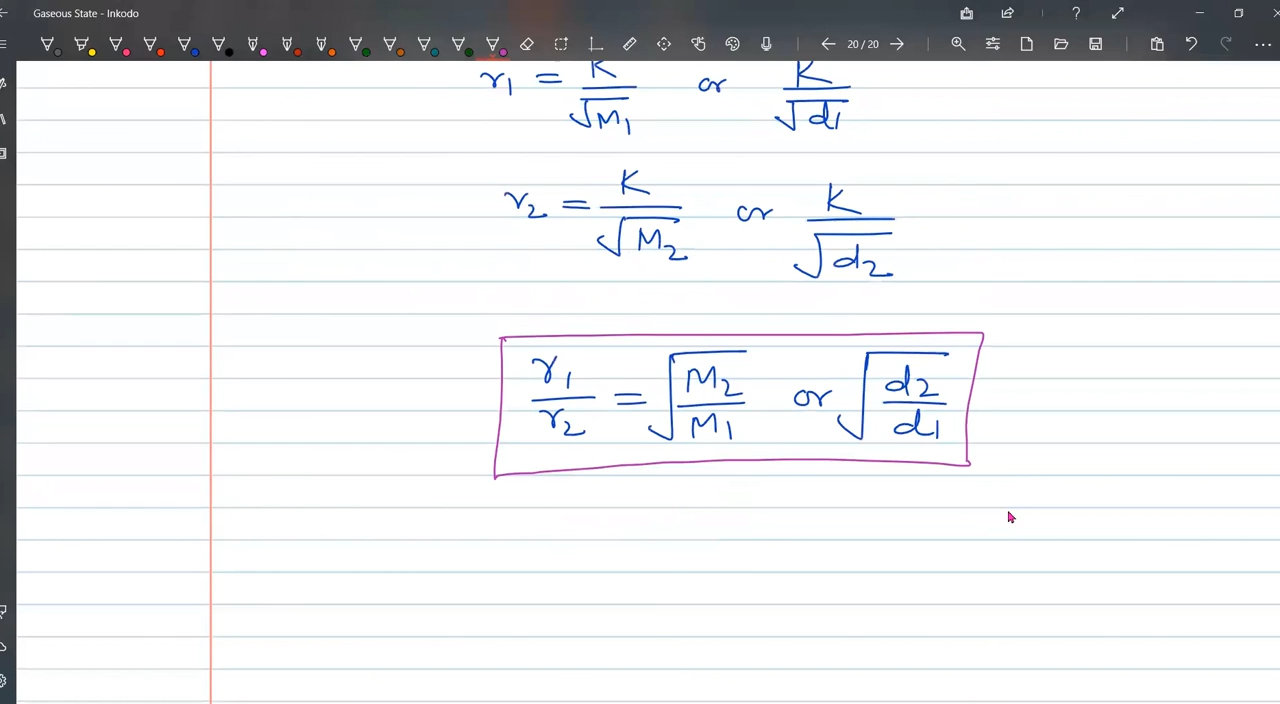 Gaseous State - Inkodo
20/20
r1 = K/√M1 or K/√d1
r2 = K/√M2 or K/√d2
r1/r2 = √(M2/M1) or √(d2/d1)